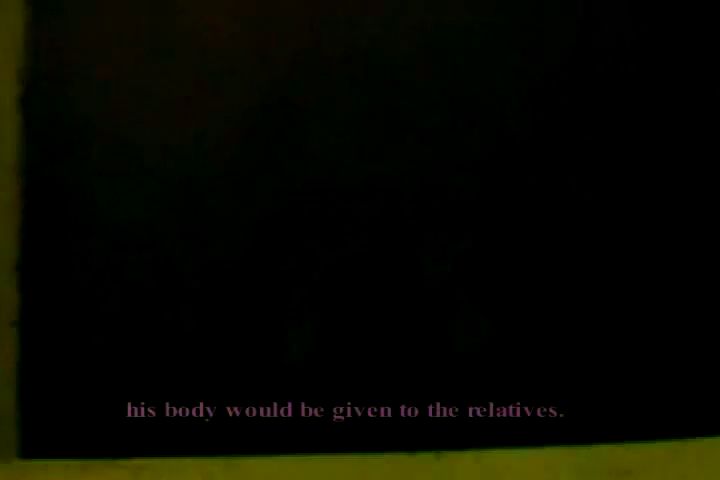 his body would be given to the relatives.